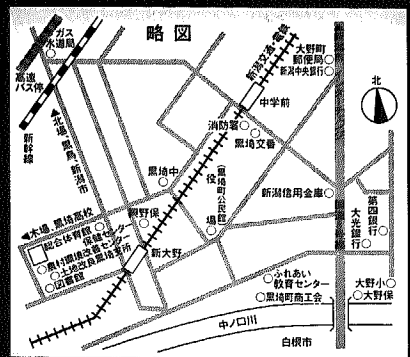 略図
ガス
水道局
高速
バス停
新幹線
▲北場、黒鳥、新潟市
新潟交通・電鉄
大野町
郵便局
新潟中央銀行
北
中学前
消防署
黒埼交番
黒埼中
役場
(黒埼町公民館)
新潟信用金庫
第四銀行
大光銀行
▲木場、黒埼高校
総合体育館
保健センター
農村環境改善センター
土地改良黒埼支所
図書館
新大野
ふれあい
教育センター
黒埼町商工会
大野小
大野保
中ノ口川
白根市